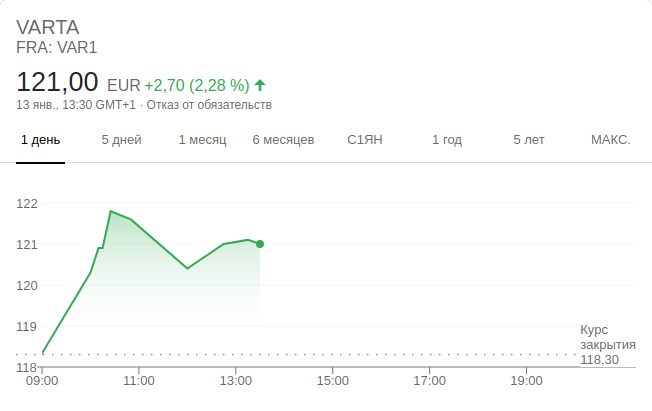 VARTA
FRA: VAR1
121,00 EUR +2,70 (2,28 %) ↑
13 янв., 13:30 GMT+1 · Отказ от обязательств
1 день 5 дней 1 месяц 6 месяцев С1ЯН 1 год 5 лет МАКС.
122
121
120
119
118
Курс
закрытия
118,30
09:00 11:00 13:00 15:00 17:00 19:00